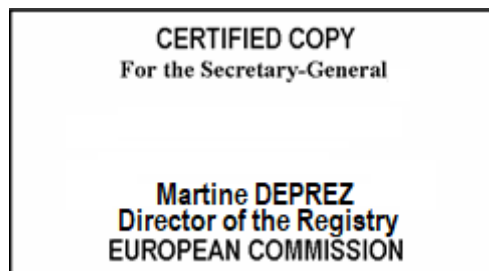 CERTIFIED COPY
For the Secretary-General
Martine DEPREZ
Director of the Registry
EUROPEAN COMMISSION